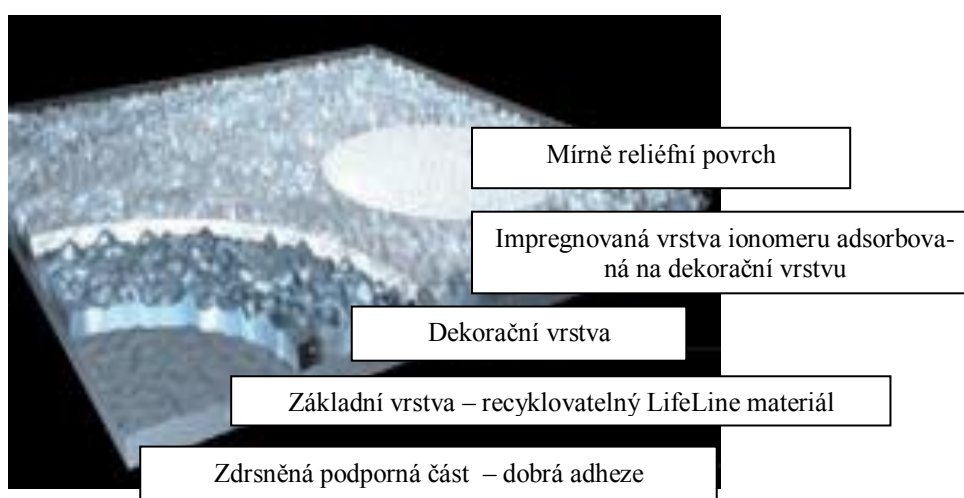 Mírně reliéfní povrch
Impregnovaná vrstva ionomeru adsorbova-
ná na dekorační vrstvu
Dekorační vrstva
Základní vrstva – recyklovatelný LifeLine materiál
Zdrsněná podporná část – dobrá adheze